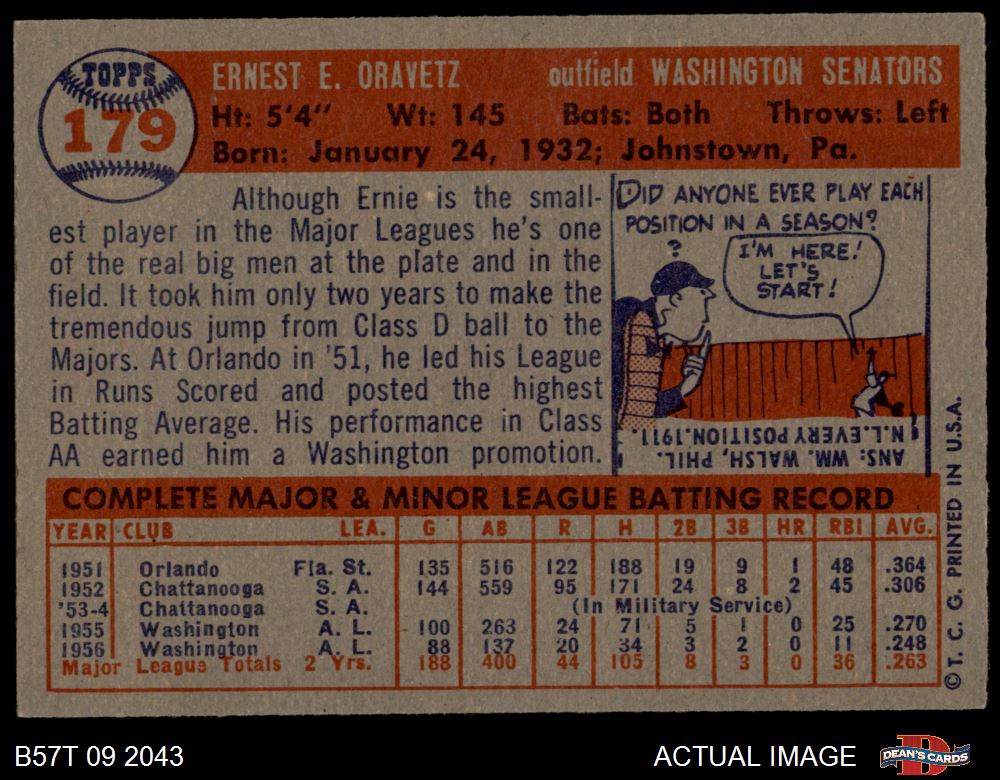 TOPPS
179
ERNEST E. ORAVETZ outfield WASHINGTON SENATORS
Ht: 5'4" Wt: 145 Bats: Both Throws: Left
Born: January 24, 1932; Johnstown, Pa.
Although Ernie is the small-
est player in the Major Leagues he's one
of the real big men at the plate and in the
field. It took him only two years to make the
tremendous jump from Class D ball to the
Majors. At Orlando in '51, he led his League
in Runs Scored and posted the highest
Batting Average. His performance in Class
AA earned him a Washington promotion.
DID ANYONE EVER PLAY EACH
POSITION IN A SEASON?
?
I'M HERE!
LET'S
START!
ANS: WM. WALSH, PHIL.
N.L. EVERY POSITION. 1911.
COMPLETE MAJOR & MINOR LEAGUE BATTING RECORD
YEAR CLUB LEA. G AB R H 2B 3B HR RBI AVG.
1951 Orlando Fla. St. 135 516 122 188 19 9 1 48 .364
1952 Chattanooga S. A. 144 559 95 171 24 8 2 45 .306
'53-4 Chattanooga S. A. (In Military Service)
1955 Washington A. L. 100 263 24 71 5 1 0 25 .270
1956 Washington A. L. 88 137 20 34 3 2 0 11 .248
Major League Totals 2 Yrs. 188 400 44 105 8 3 0 36 .263
©T. C. G. PRINTED IN U.S.A.
B57T 09 2043
ACTUAL IMAGE
DEAN'S CARDS